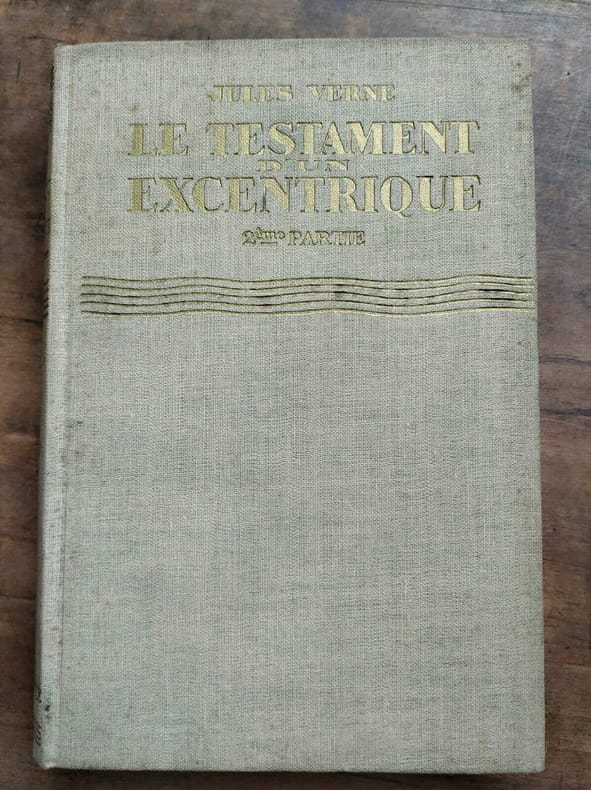 JULES VERNE
LE TESTAMENT
D'UN
EXCENTRIQUE
2ème PARTIE